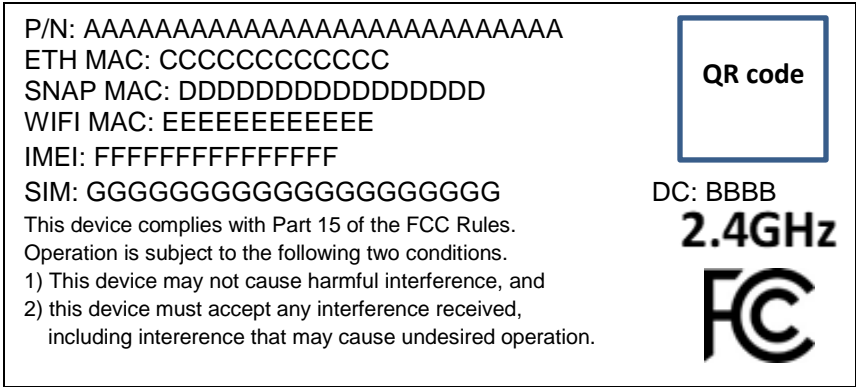 P/N: AAAAAAAAAAAAAAAAAAAAAAAAAAA
QR code
ETH MAC: CCCCCCCCCCCC
SNAP MAC: DDDDDDDDDDDDDDDD
WIFI MAC: EEEEEEEEEEEE
IMEI: FFFFFFFFFFFFFFF
SIM: GGGGGGGGGGGGGGGGGGGG
DC: BBBB
This device complies with Part 15 of the FCC Rules.
2.4GHz
Operation is subject to the following two conditions.
1) This device may not cause harmful interference, and
2) this device must accept any interference received,
including intererence that may cause undesired operation.
FC